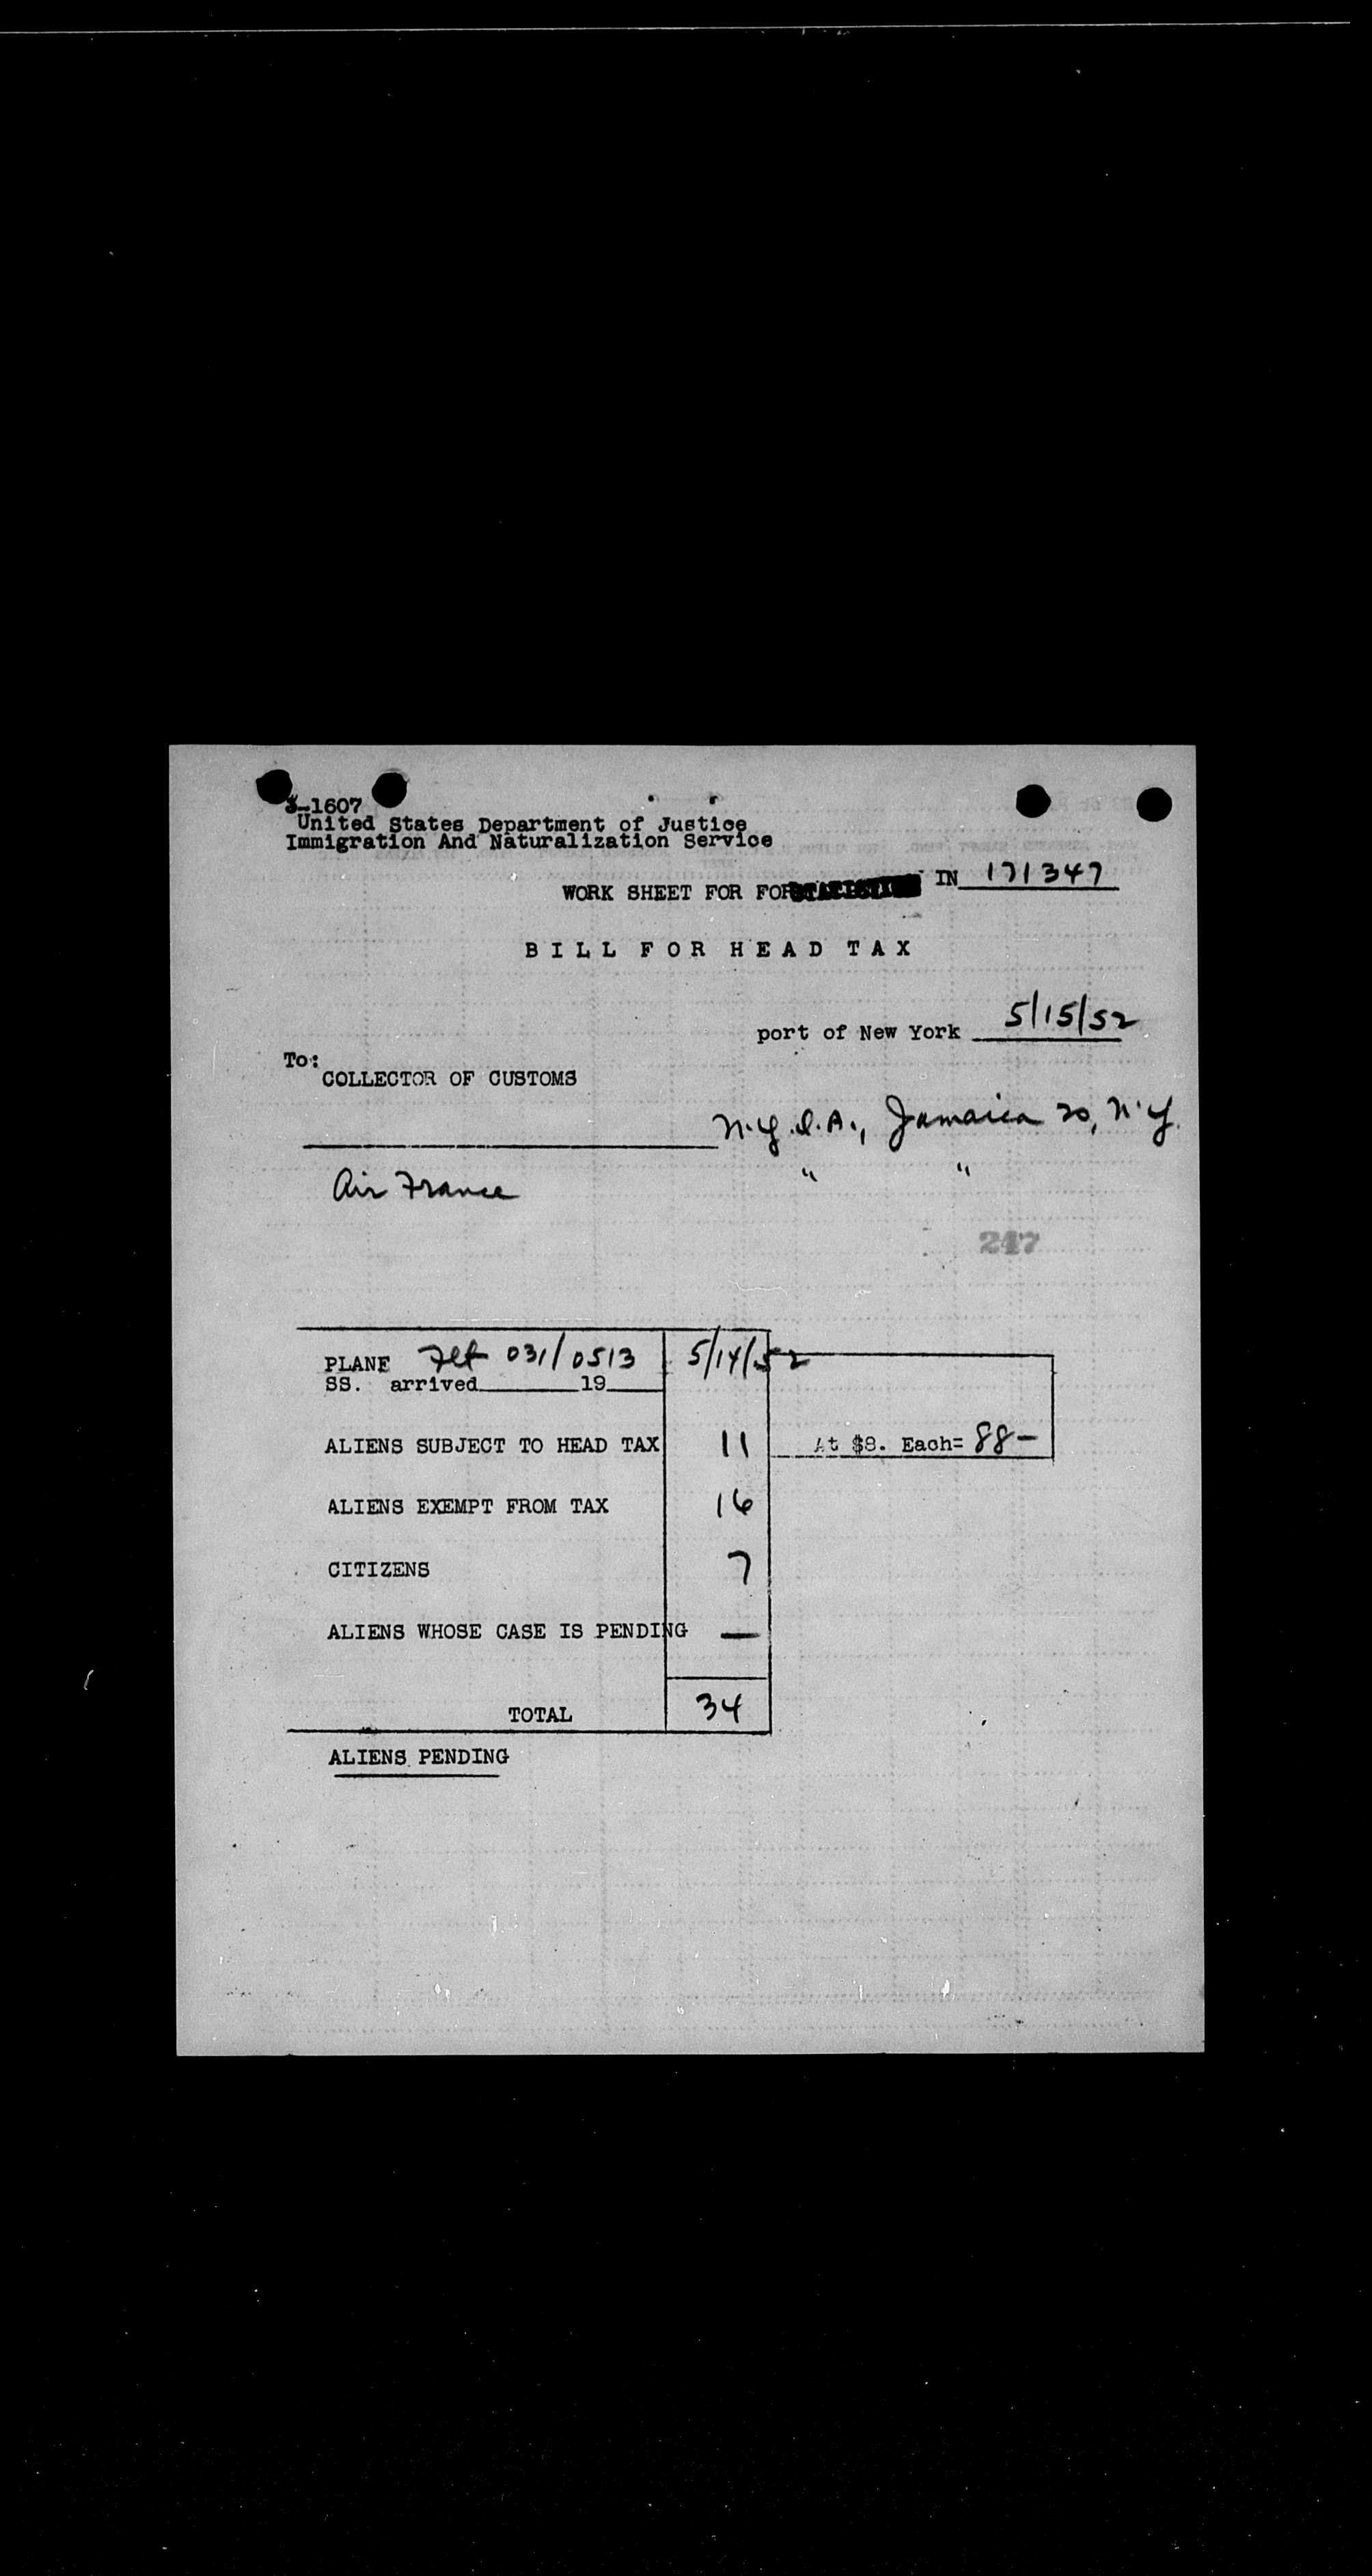 3-1607
United States Department of Justice
Immigration And Naturalization Service
WORK SHEET FOR FOR IN 171347
BILL FOR HEAD TAX
port of New York 5/15/52
To:
COLLECTOR OF CUSTOMS
N.Y.I.A., Jamaica 20, N.Y.
" "
Air France
247
PLANE Flt 031/0513 5/14/52
SS. arrived 19
ALIENS SUBJECT TO HEAD TAX 11 At $8. Each= 88-
ALIENS EXEMPT FROM TAX 16
CITIZENS 7
ALIENS WHOSE CASE IS PENDING —
TOTAL 34
ALIENS PENDING